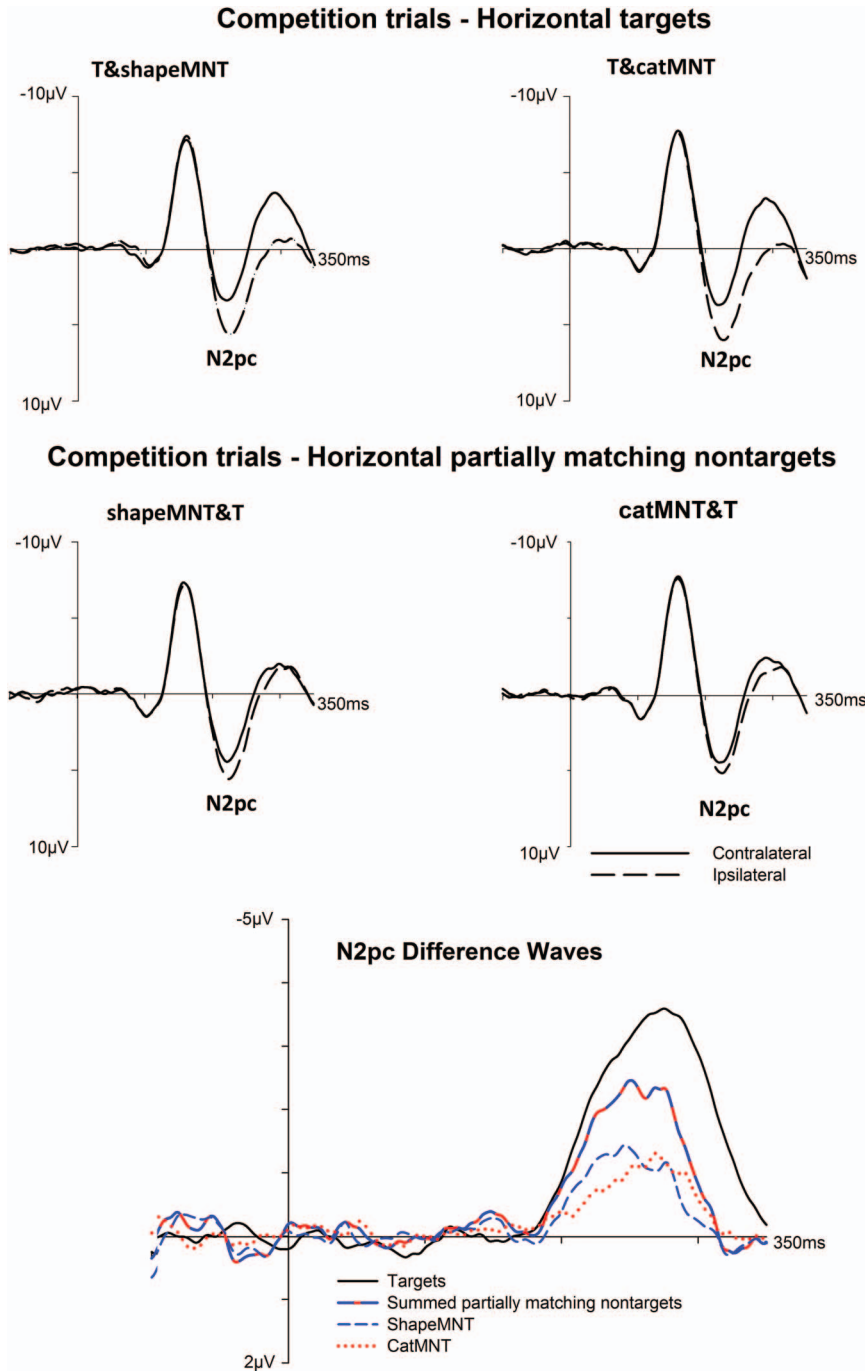 Competition trials - Horizontal targets
T&shapeMNT
T&catMNT
-10µV
-10µV
350ms
350ms
N2pc
N2pc
10µV
10µV
Competition trials - Horizontal partially matching nontargets
shapeMNT&T
catMNT&T
-10µV
-10µV
350ms
350ms
N2pc
N2pc
10µV
10µV
Contralateral
Ipsilateral
-5µV
N2pc Difference Waves
350ms
Targets
Summed partially matching nontargets
ShapeMNT
CatMNT
2µV